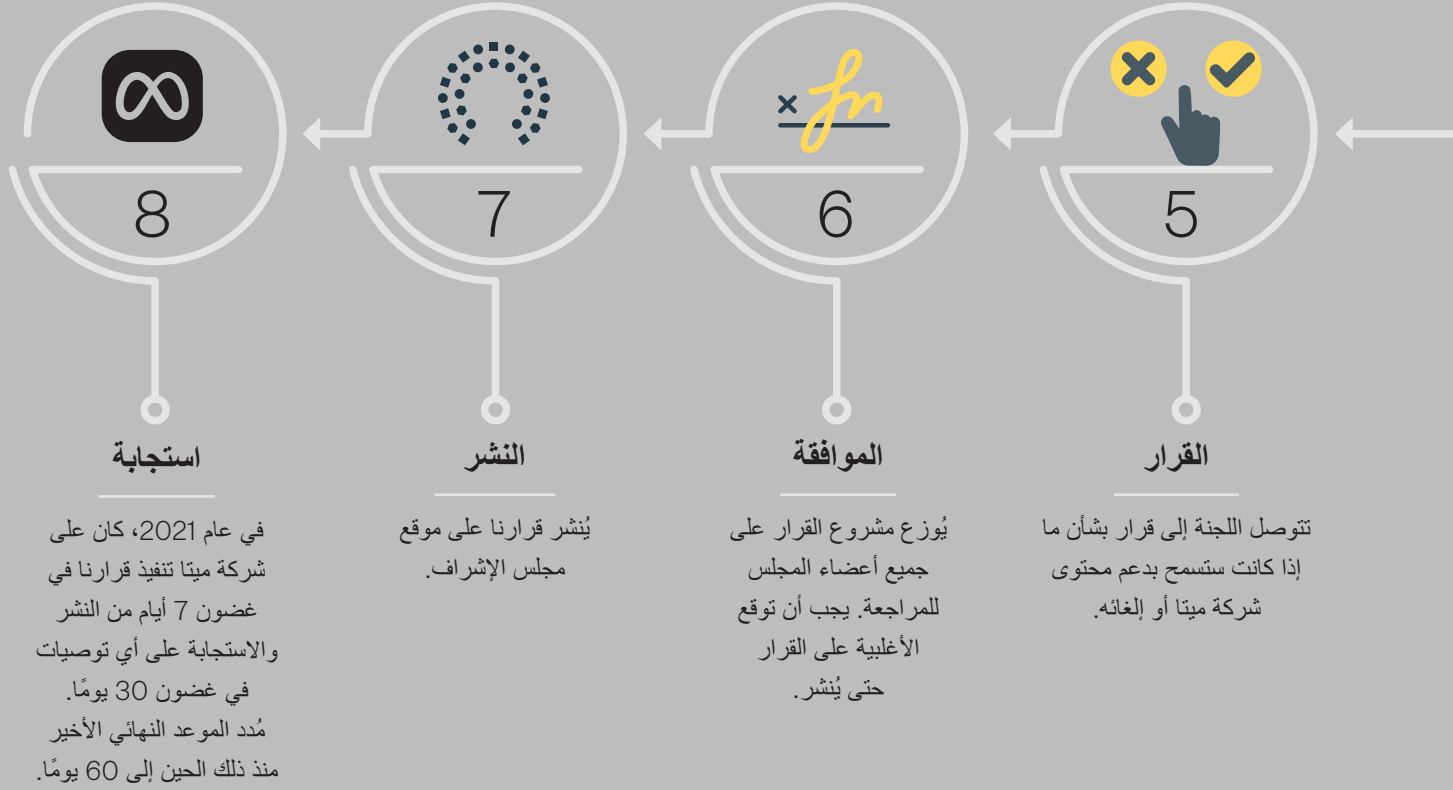 5
القرار
تتوصل اللجنة إلى قرار بشأن ما
إذا كانت ستسمح بدعم محتوى
شركة ميتا أو إلغائه.
6
الموافقة
يُوزع مشروع القرار على
جميع أعضاء المجلس
للمراجعة. يجب أن توقع
الأغلبية على القرار
حتى يُنشر.
7
النشر
يُنشر قرارنا على موقع
مجلس الإشراف.
8
استجابة
في عام 2021، كان على
شركة ميتا تنفيذ قرارنا في
غضون 7 أيام من النشر
والاستجابة على أي توصيات
في غضون 30 يومًا.
مُدد الموعد النهائي الأخير
منذ ذلك الحين إلى 60 يومًا.